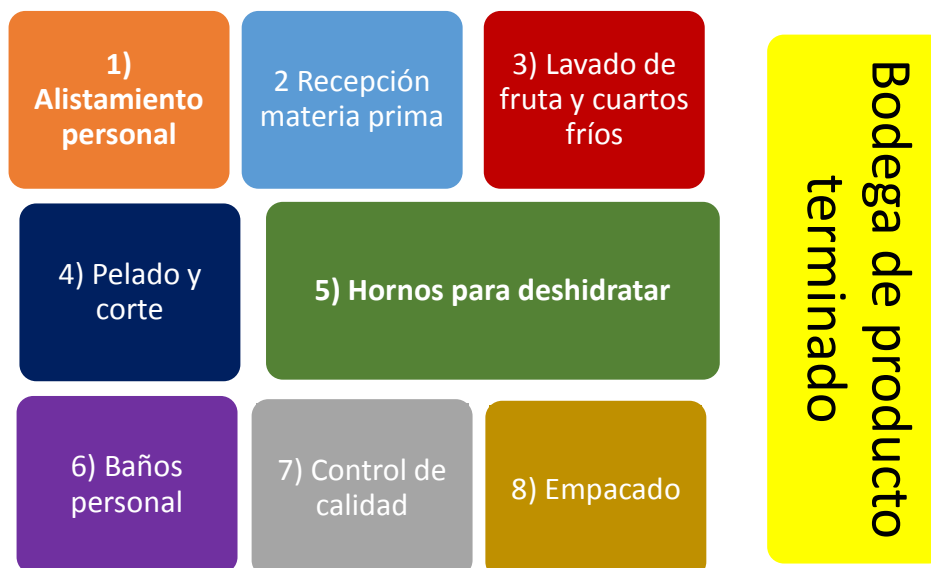 1)
Alistamiento
personal
2 Recepción
materia prima
3) Lavado de
fruta y cuartos
fríos
4) Pelado y
corte
5) Hornos para deshidratar
6) Baños
personal
7) Control de
calidad
8) Empacado
Bodega de producto
terminado